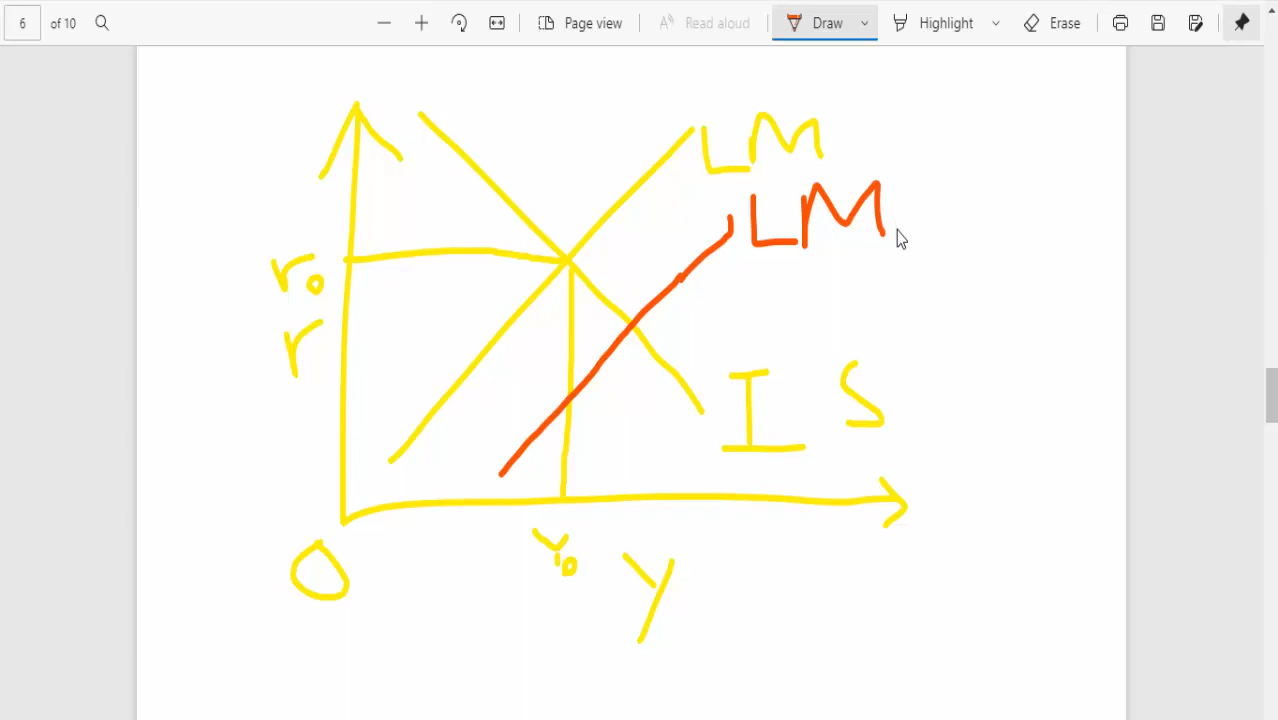 6 of 10 Page view Read aloud Draw Highlight Erase
LM
LM
r₀
r
IS
O
Y₀
Y